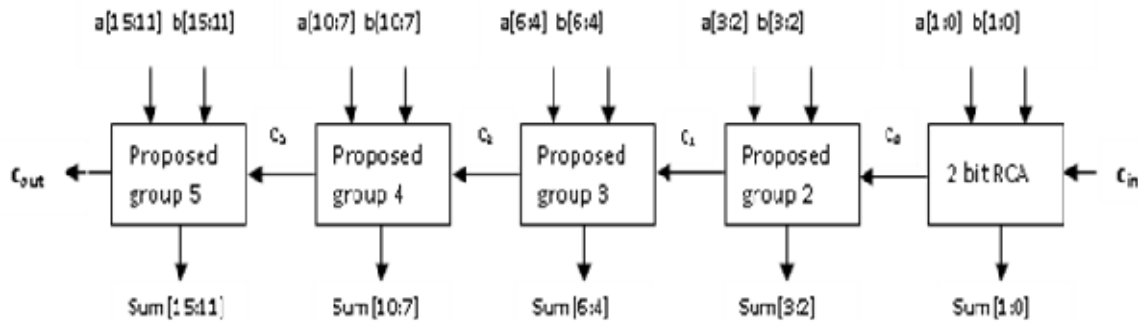 a[15:11] b[15:11] a[10:7] b[10:7] a[6:4] b[6:4] a[3:2] b[3:2] a[1:0] b[1:0]
C3 C2 C1 C0
Cout Proposed group 5 Proposed group 4 Proposed group 3 Proposed group 2 2 bit RCA Cin
Sum[15:11] Sum[10:7] Sum[6:4] Sum[3:2] Sum[1:0]